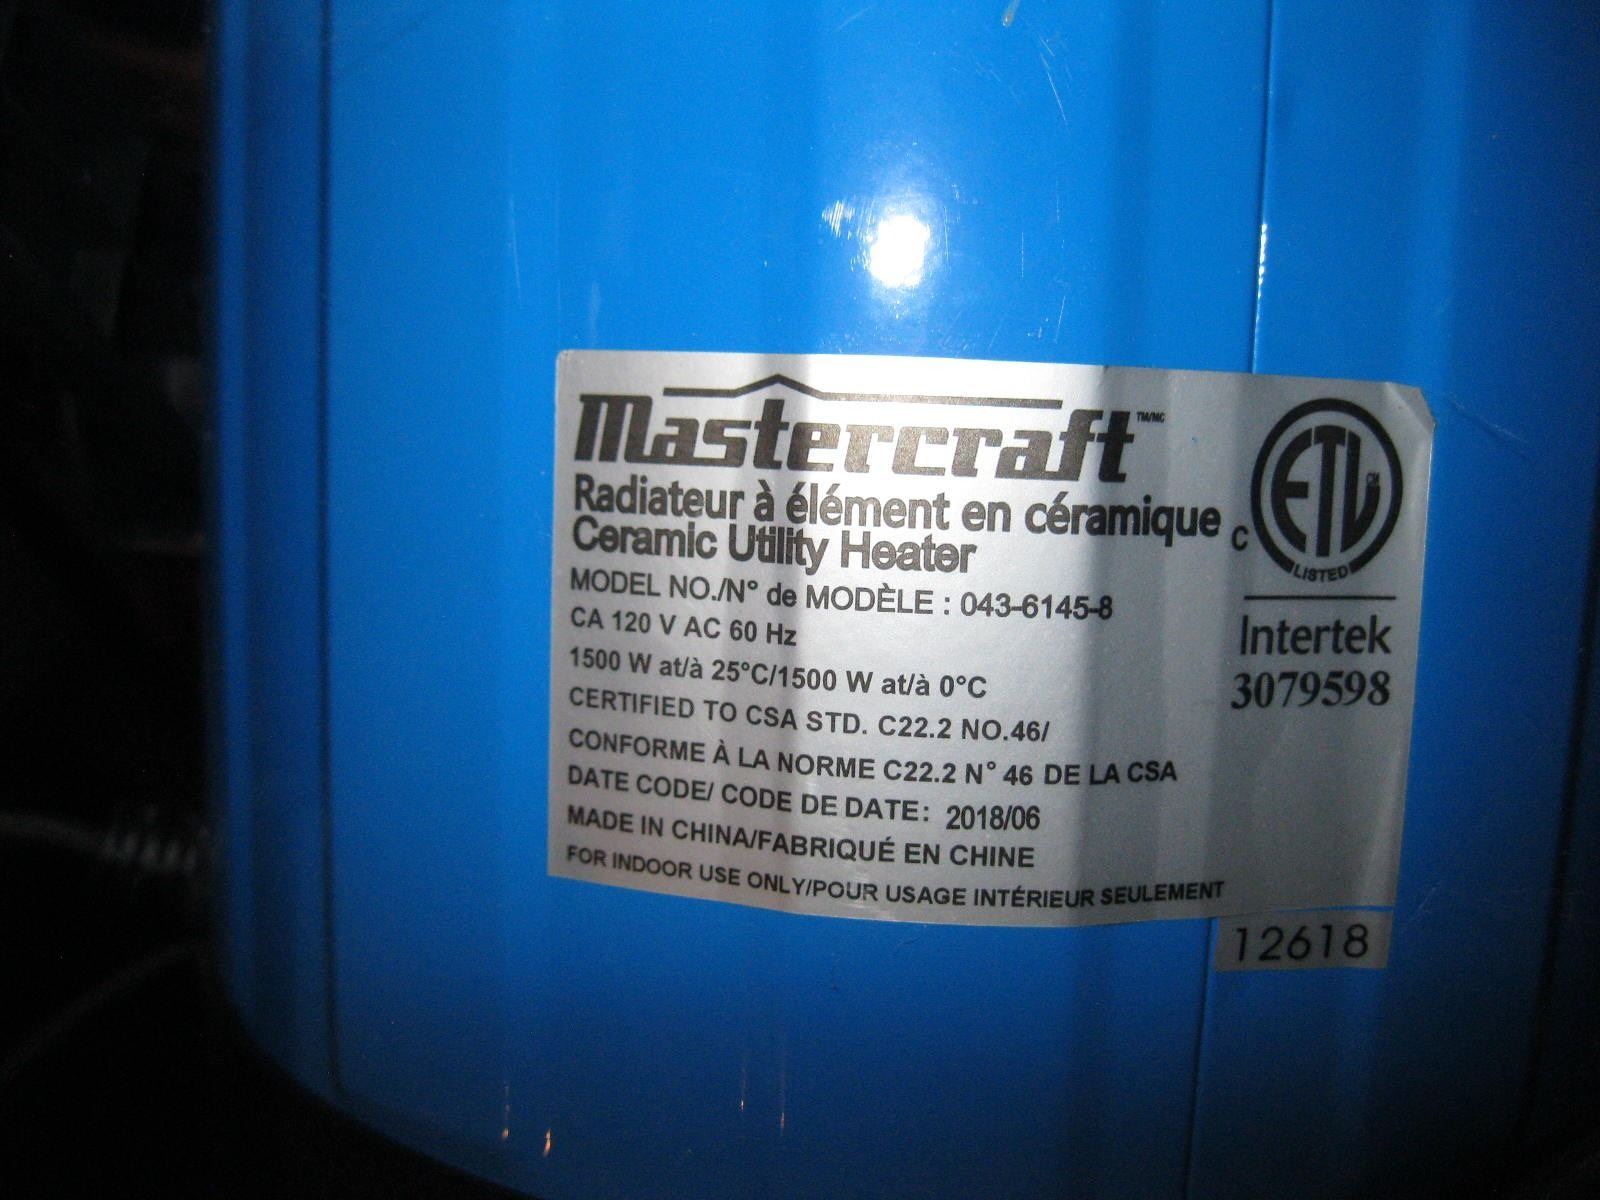 Mastercraft TM/MC
Radiateur à élément en céramique
Ceramic Utility Heater
MODEL NO./N° de MODÈLE : 043-6145-8
CA 120 V AC 60 Hz
1500 W at/à 25°C/1500 W at/à 0°C
CERTIFIED TO CSA STD. C22.2 NO.46/
CONFORME À LA NORME C22.2 N° 46 DE LA CSA
DATE CODE/ CODE DE DATE: 2018/06
MADE IN CHINA/FABRIQUÉ EN CHINE
FOR INDOOR USE ONLY/POUR USAGE INTÉRIEUR SEULEMENT
C ETL CM
LISTED
Intertek
3079598
12618